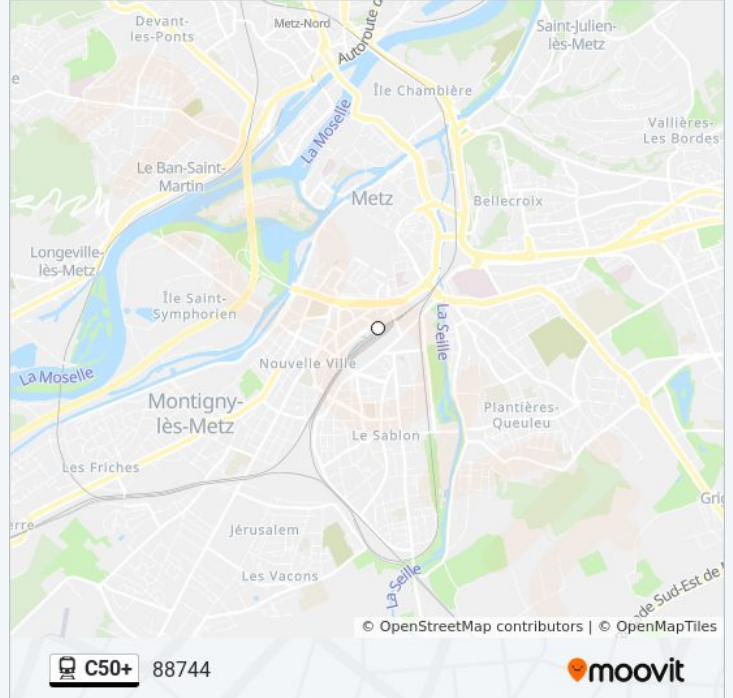 Devant-
les-Ponts
Metz-Nord
Autoroute d
Saint-Julien-
lès-Metz
e
Île Chambière
La Moselle
Vallières-
Les Bordes
Le Ban-Saint-
Martin
Metz
Bellecroix
Longeville-
lès-Metz
Île Saint-
Symphorien
La Seille
Nouvelle Ville
La Moselle
Montigny-
lès-Metz
Plantières-
Queuleu
Le Sablon
Les Friches
Grig
erre
Jérusalem
Les Vacons
La Seille
de Sud-Est de M
© OpenStreetMap contributors | © OpenMapTiles
C50+ 88744
moovit